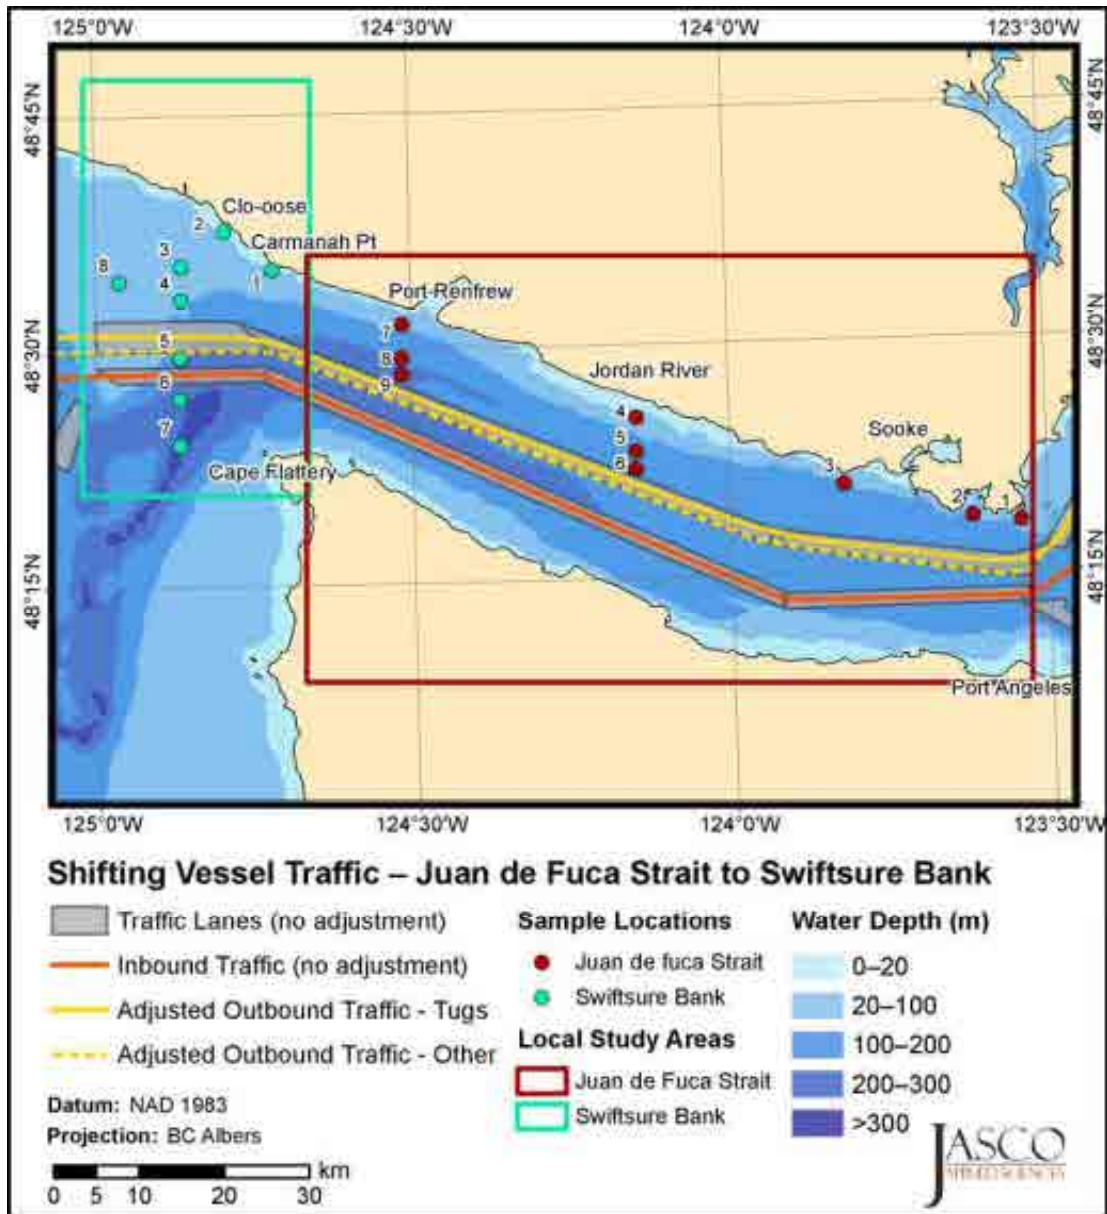 125°0'W 124°30'W 124°0'W 123°30'W
48°45'N 48°45'N
Clo-oose
2
Carmanah Pt
3
8
4
1
Port Renfrew
7
48°30'N 48°30'N
5
8
9
6
Jordan River
4
5
6
7
Sooke
3
Cape Flattery
2
1
48°15'N 48°15'N
Port Angeles
125°0'W 124°30'W 124°0'W 123°30'W
Shifting Vessel Traffic – Juan de Fuca Strait to Swiftsure Bank
Traffic Lanes (no adjustment)
Inbound Traffic (no adjustment)
Adjusted Outbound Traffic - Tugs
Adjusted Outbound Traffic - Other
Datum: NAD 1983
Projection: BC Albers
km
0 5 10 20 30
Sample Locations
Juan de fuca Strait
Swiftsure Bank
Local Study Areas
Juan de Fuca Strait
Swiftsure Bank
Water Depth (m)
0–20
20–100
100–200
200–300
>300
JASCO
APPLIED SCIENCES